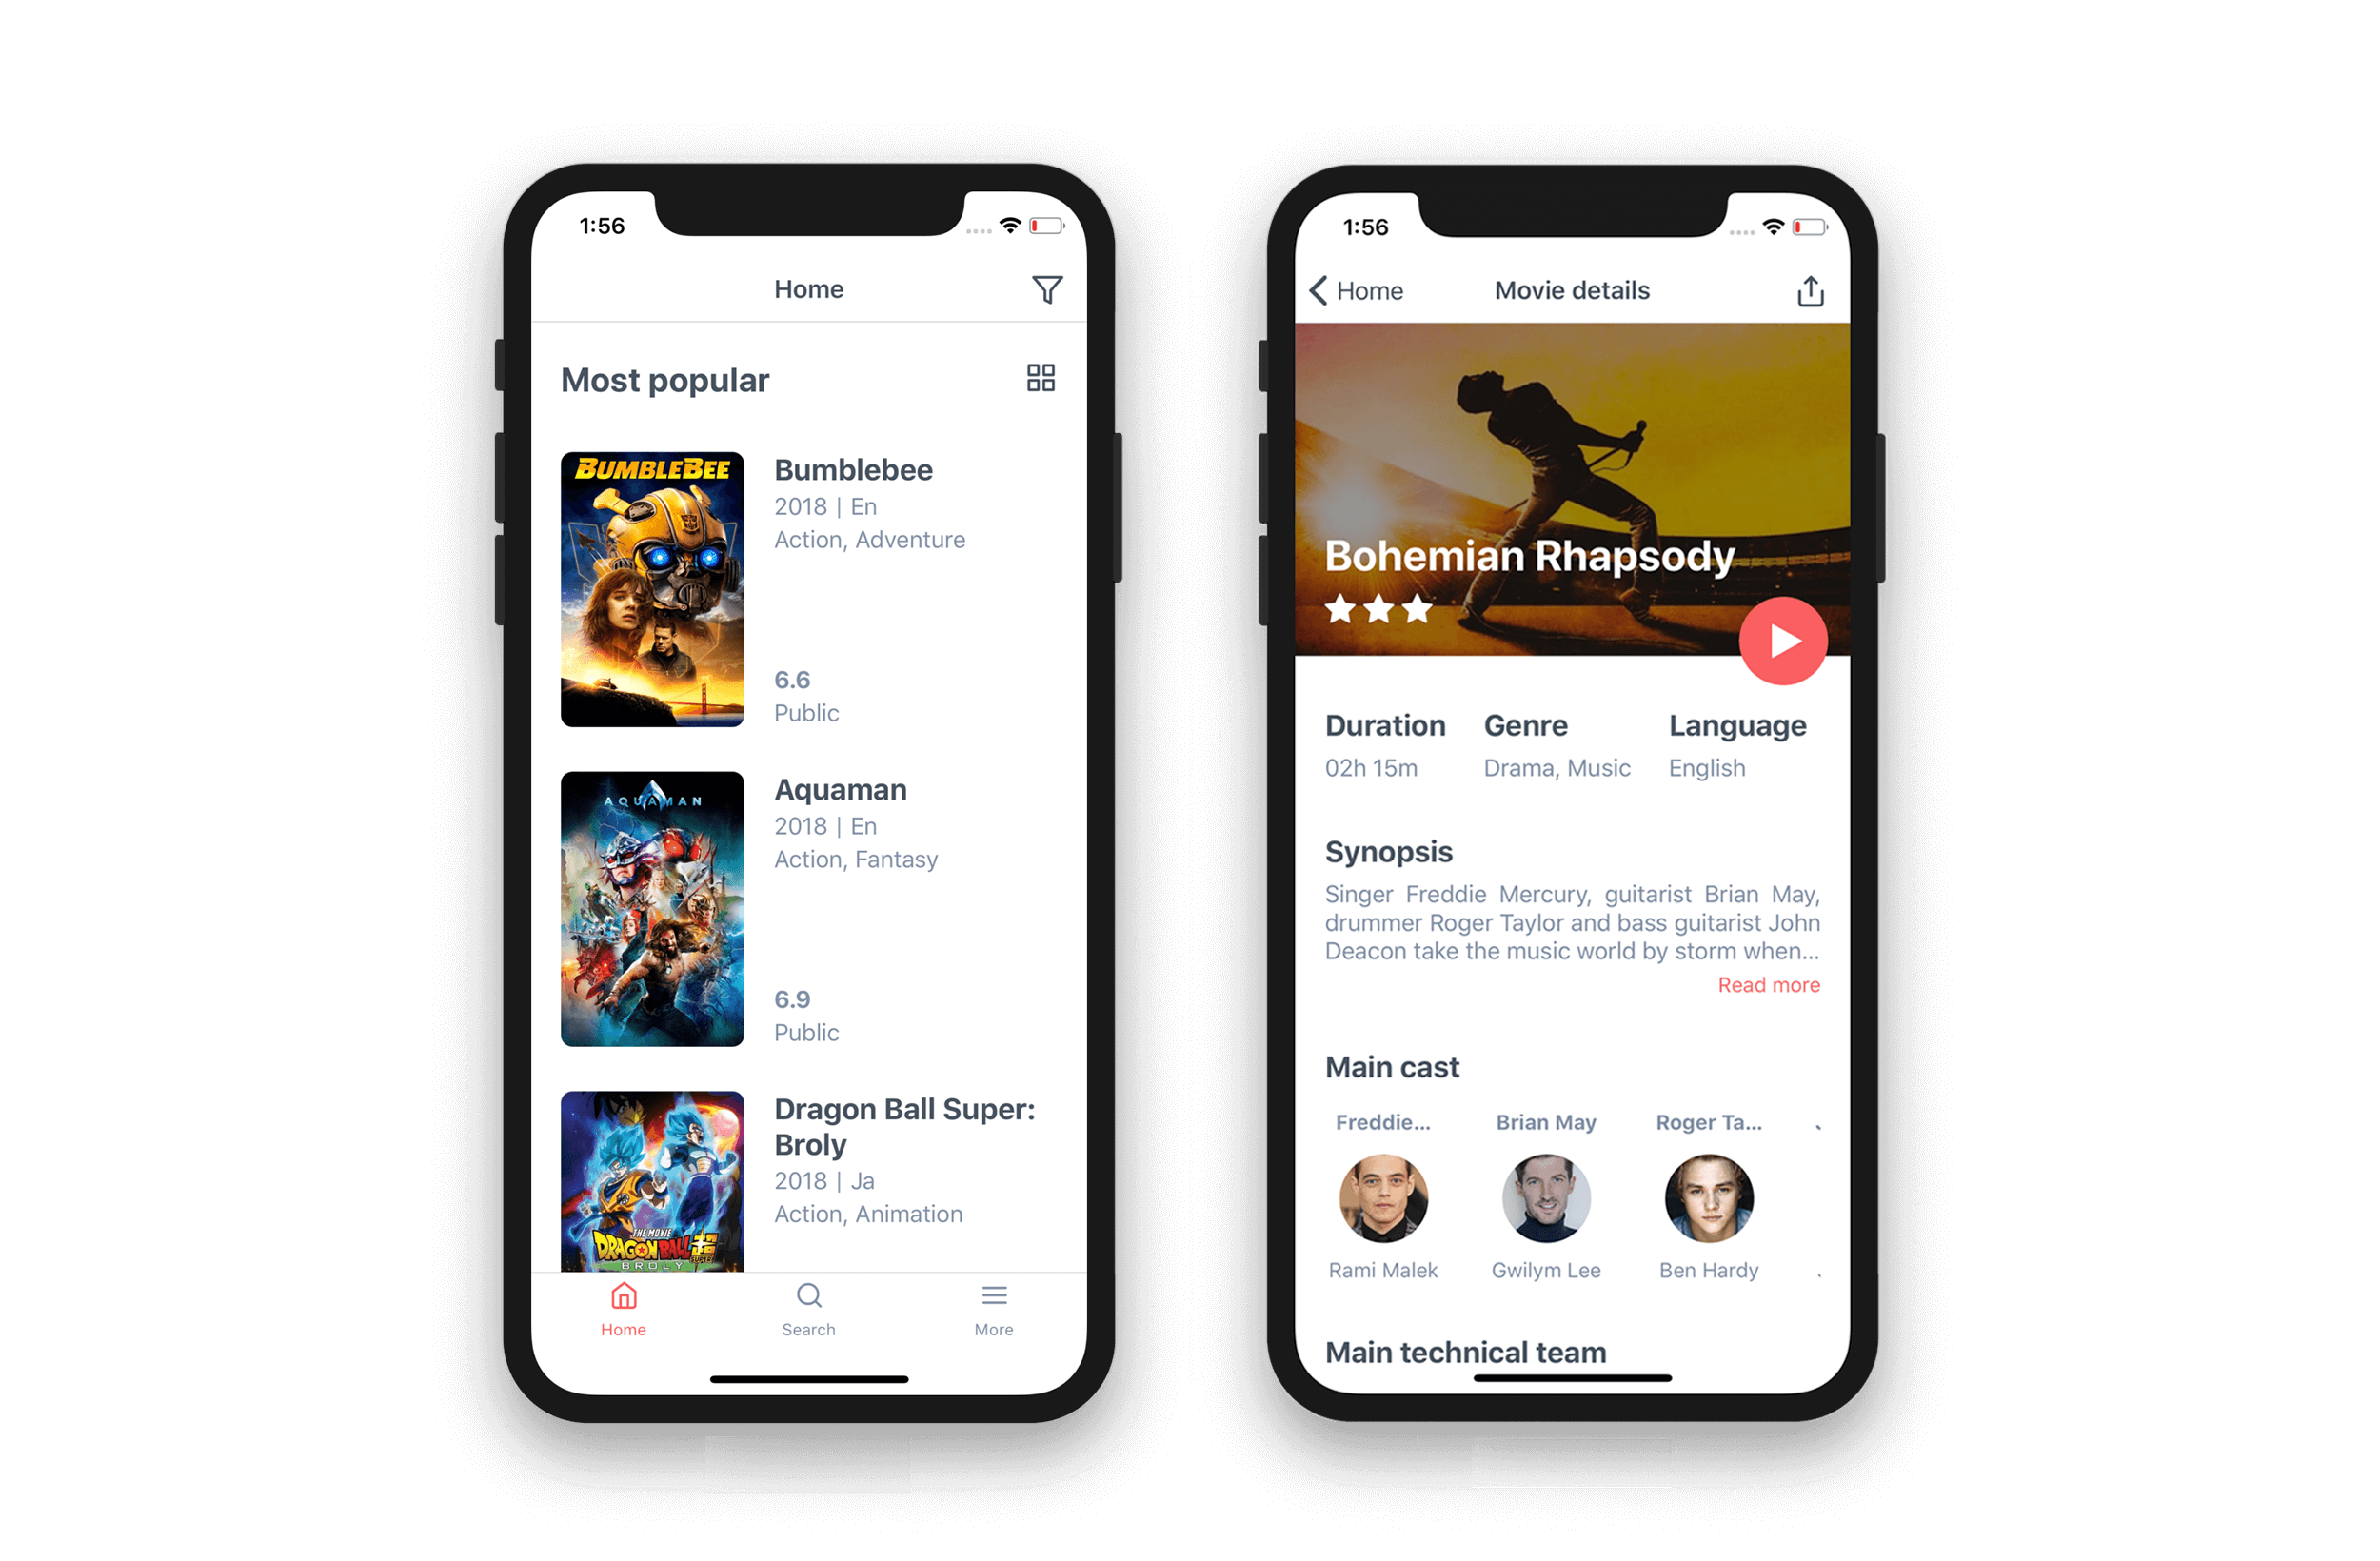 1:56
Home
Most popular
BUMBLEBEE
Bumblebee
2018 | En
Action, Adventure
6.6
Public
AQUAMAN
Aquaman
2018 | En
Action, Fantasy
6.9
Public
THE MOVIE
DRAGON BALL 超
SUPER
BROLY
Dragon Ball Super:
Broly
2018 | Ja
Action, Animation
Home
Search
More
1:56
Home
Movie details
Bohemian Rhapsody
Duration
Genre
Language
02h 15m
Drama, Music
English
Synopsis
Singer Freddie Mercury, guitarist Brian May,
drummer Roger Taylor and bass guitarist John
Deacon take the music world by storm when...
Read more
Main cast
Freddie...
Brian May
Roger Ta...
Rami Malek
Gwilym Lee
Ben Hardy
Main technical team